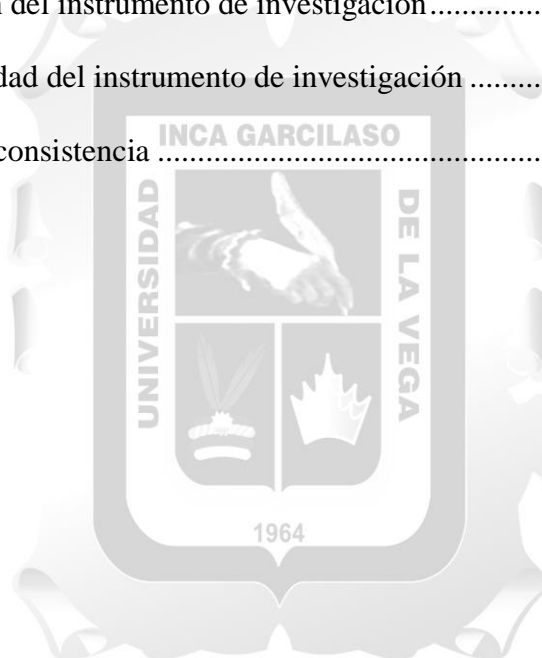 del instrumento de investigación....................
dad del instrumento de investigación ..............
consistencia ......................................................
INCA GARCILASO
UNIVERSIDAD
DE LA VEGA
1964